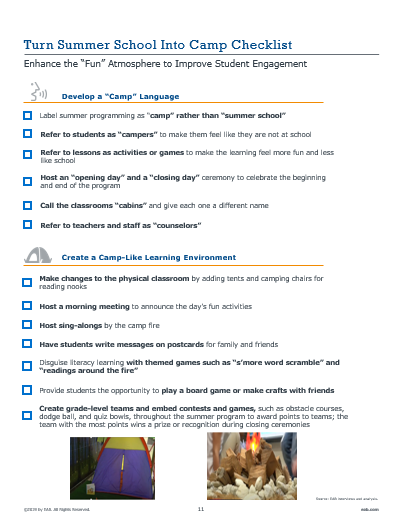 Turn Summer School Into Camp Checklist
Enhance the "Fun" Atmosphere to Improve Student Engagement
Develop a "Camp" Language
Label summer programming as "camp" rather than "summer school"
Refer to students as "campers" to make them feel like they are not at school
Refer to lessons as activities or games to make the learning feel more fun and less
like school
Host an "opening day" and a "closing day" ceremony to celebrate the beginning
and end of the program
Call the classrooms "cabins" and give each one a different name
Refer to teachers and staff as "counselors"
Create a Camp-Like Learning Environment
Make changes to the physical classroom by adding tents and camping chairs for
reading nooks
Host a morning meeting to announce the day's fun activities
Host sing-alongs by the camp fire
Have students write messages on postcards for family and friends
Disguise literacy learning with themed games such as "s'more word scramble" and
"readings around the fire"
Provide students the opportunity to play a board game or make crafts with friends
Create grade-level teams and embed contests and games, such as obstacle courses,
dodge ball, and quiz bowls, throughout the summer program to award points to teams; the
team with the most points wins a prize or recognition during closing ceremonies
Source: EAB interviews and analysis.
©2019 by EAB. All Rights Reserved.
11
eab.com